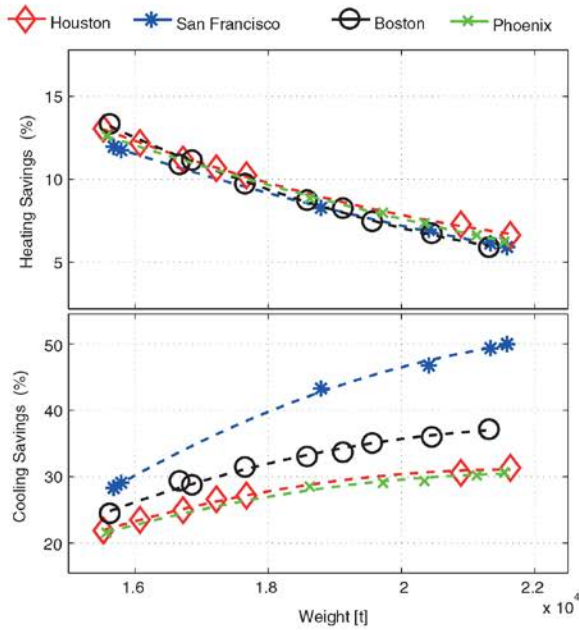 Houston San Francisco Boston Phoenix
15
10
5
Heating Savings (%)
50
40
30
20
Cooling Savings (%)
1.6 1.8 2 2.2
x 10⁴
Weight [t]